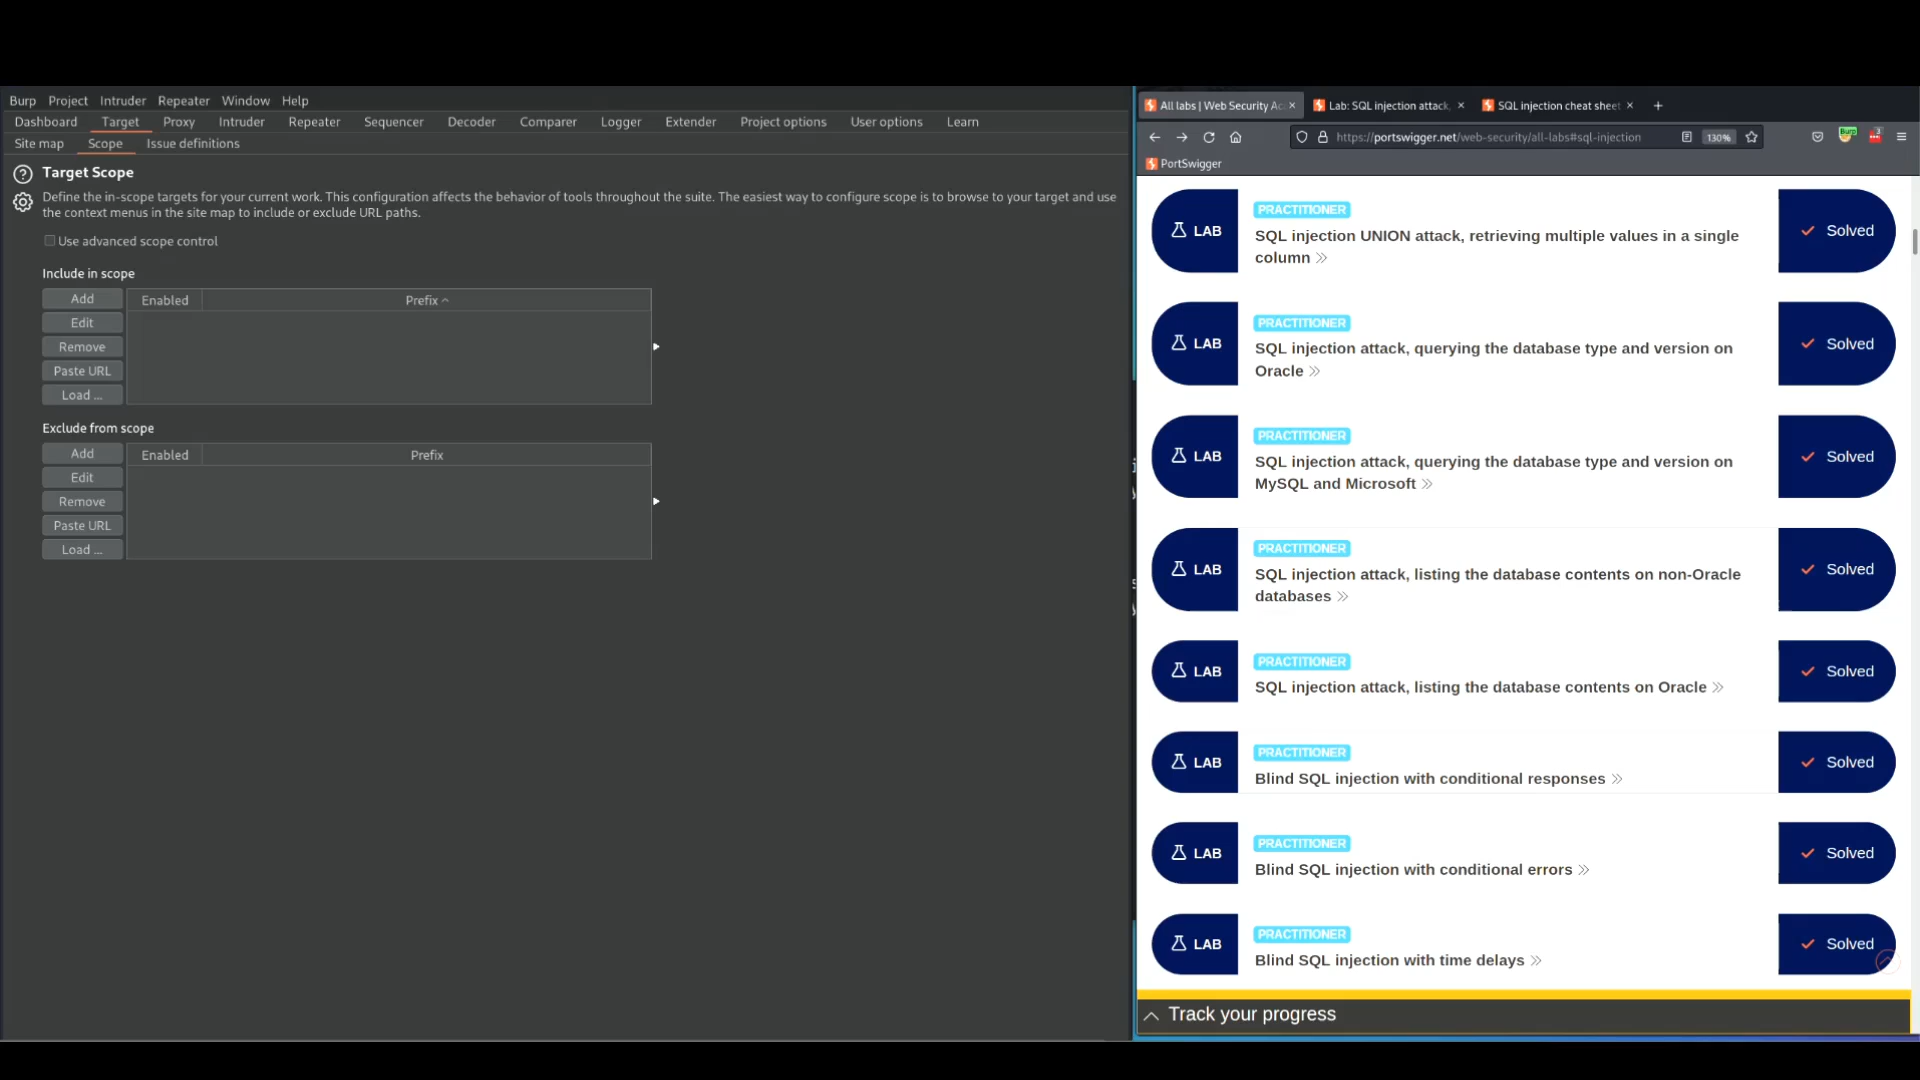 Burp Project Intruder Repeater Window Help
Dashboard Target Proxy Intruder Repeater Sequencer Decoder Comparer Logger Extender Project options User options Learn
Site map Scope Issue definitions
Target Scope
Define the in-scope targets for your current work. This configuration affects the behavior of tools throughout the suite. The easiest way to configure scope is to browse to your target and use
the context menus in the site map to include or exclude URL paths.
Use advanced scope control
Include in scope
Add
Edit
Remove
Paste URL
Load ...
Enabled Prefix
Exclude from scope
Add
Edit
Remove
Paste URL
Load ...
Enabled Prefix
All labs | Web Security Ac Lab: SQL injection attack, SQL injection cheat sheet
https://portswigger.net/web-security/all-labs#sql-injection 130% Burp 3
PortSwigger
LAB
PRACTITIONER
SQL injection UNION attack, retrieving multiple values in a single
column
Solved
LAB
PRACTITIONER
SQL injection attack, querying the database type and version on
Oracle
Solved
LAB
PRACTITIONER
SQL injection attack, querying the database type and version on
MySQL and Microsoft
Solved
LAB
PRACTITIONER
SQL injection attack, listing the database contents on non-Oracle
databases
Solved
LAB
PRACTITIONER
SQL injection attack, listing the database contents on Oracle
Solved
LAB
PRACTITIONER
Blind SQL injection with conditional responses
Solved
LAB
PRACTITIONER
Blind SQL injection with conditional errors
Solved
LAB
PRACTITIONER
Blind SQL injection with time delays
Solved
Track your progress